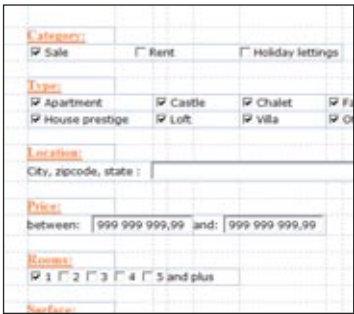 Category:
Sale Rent Holiday lettings
Type:
Apartment Castle Chalet
House prestige Loft Villa
Location:
City, zipcode, state :
Price:
between: 999 999 999,99 and: 999 999 999,99
Rooms:
1 2 3 4 5 and plus
Surface: